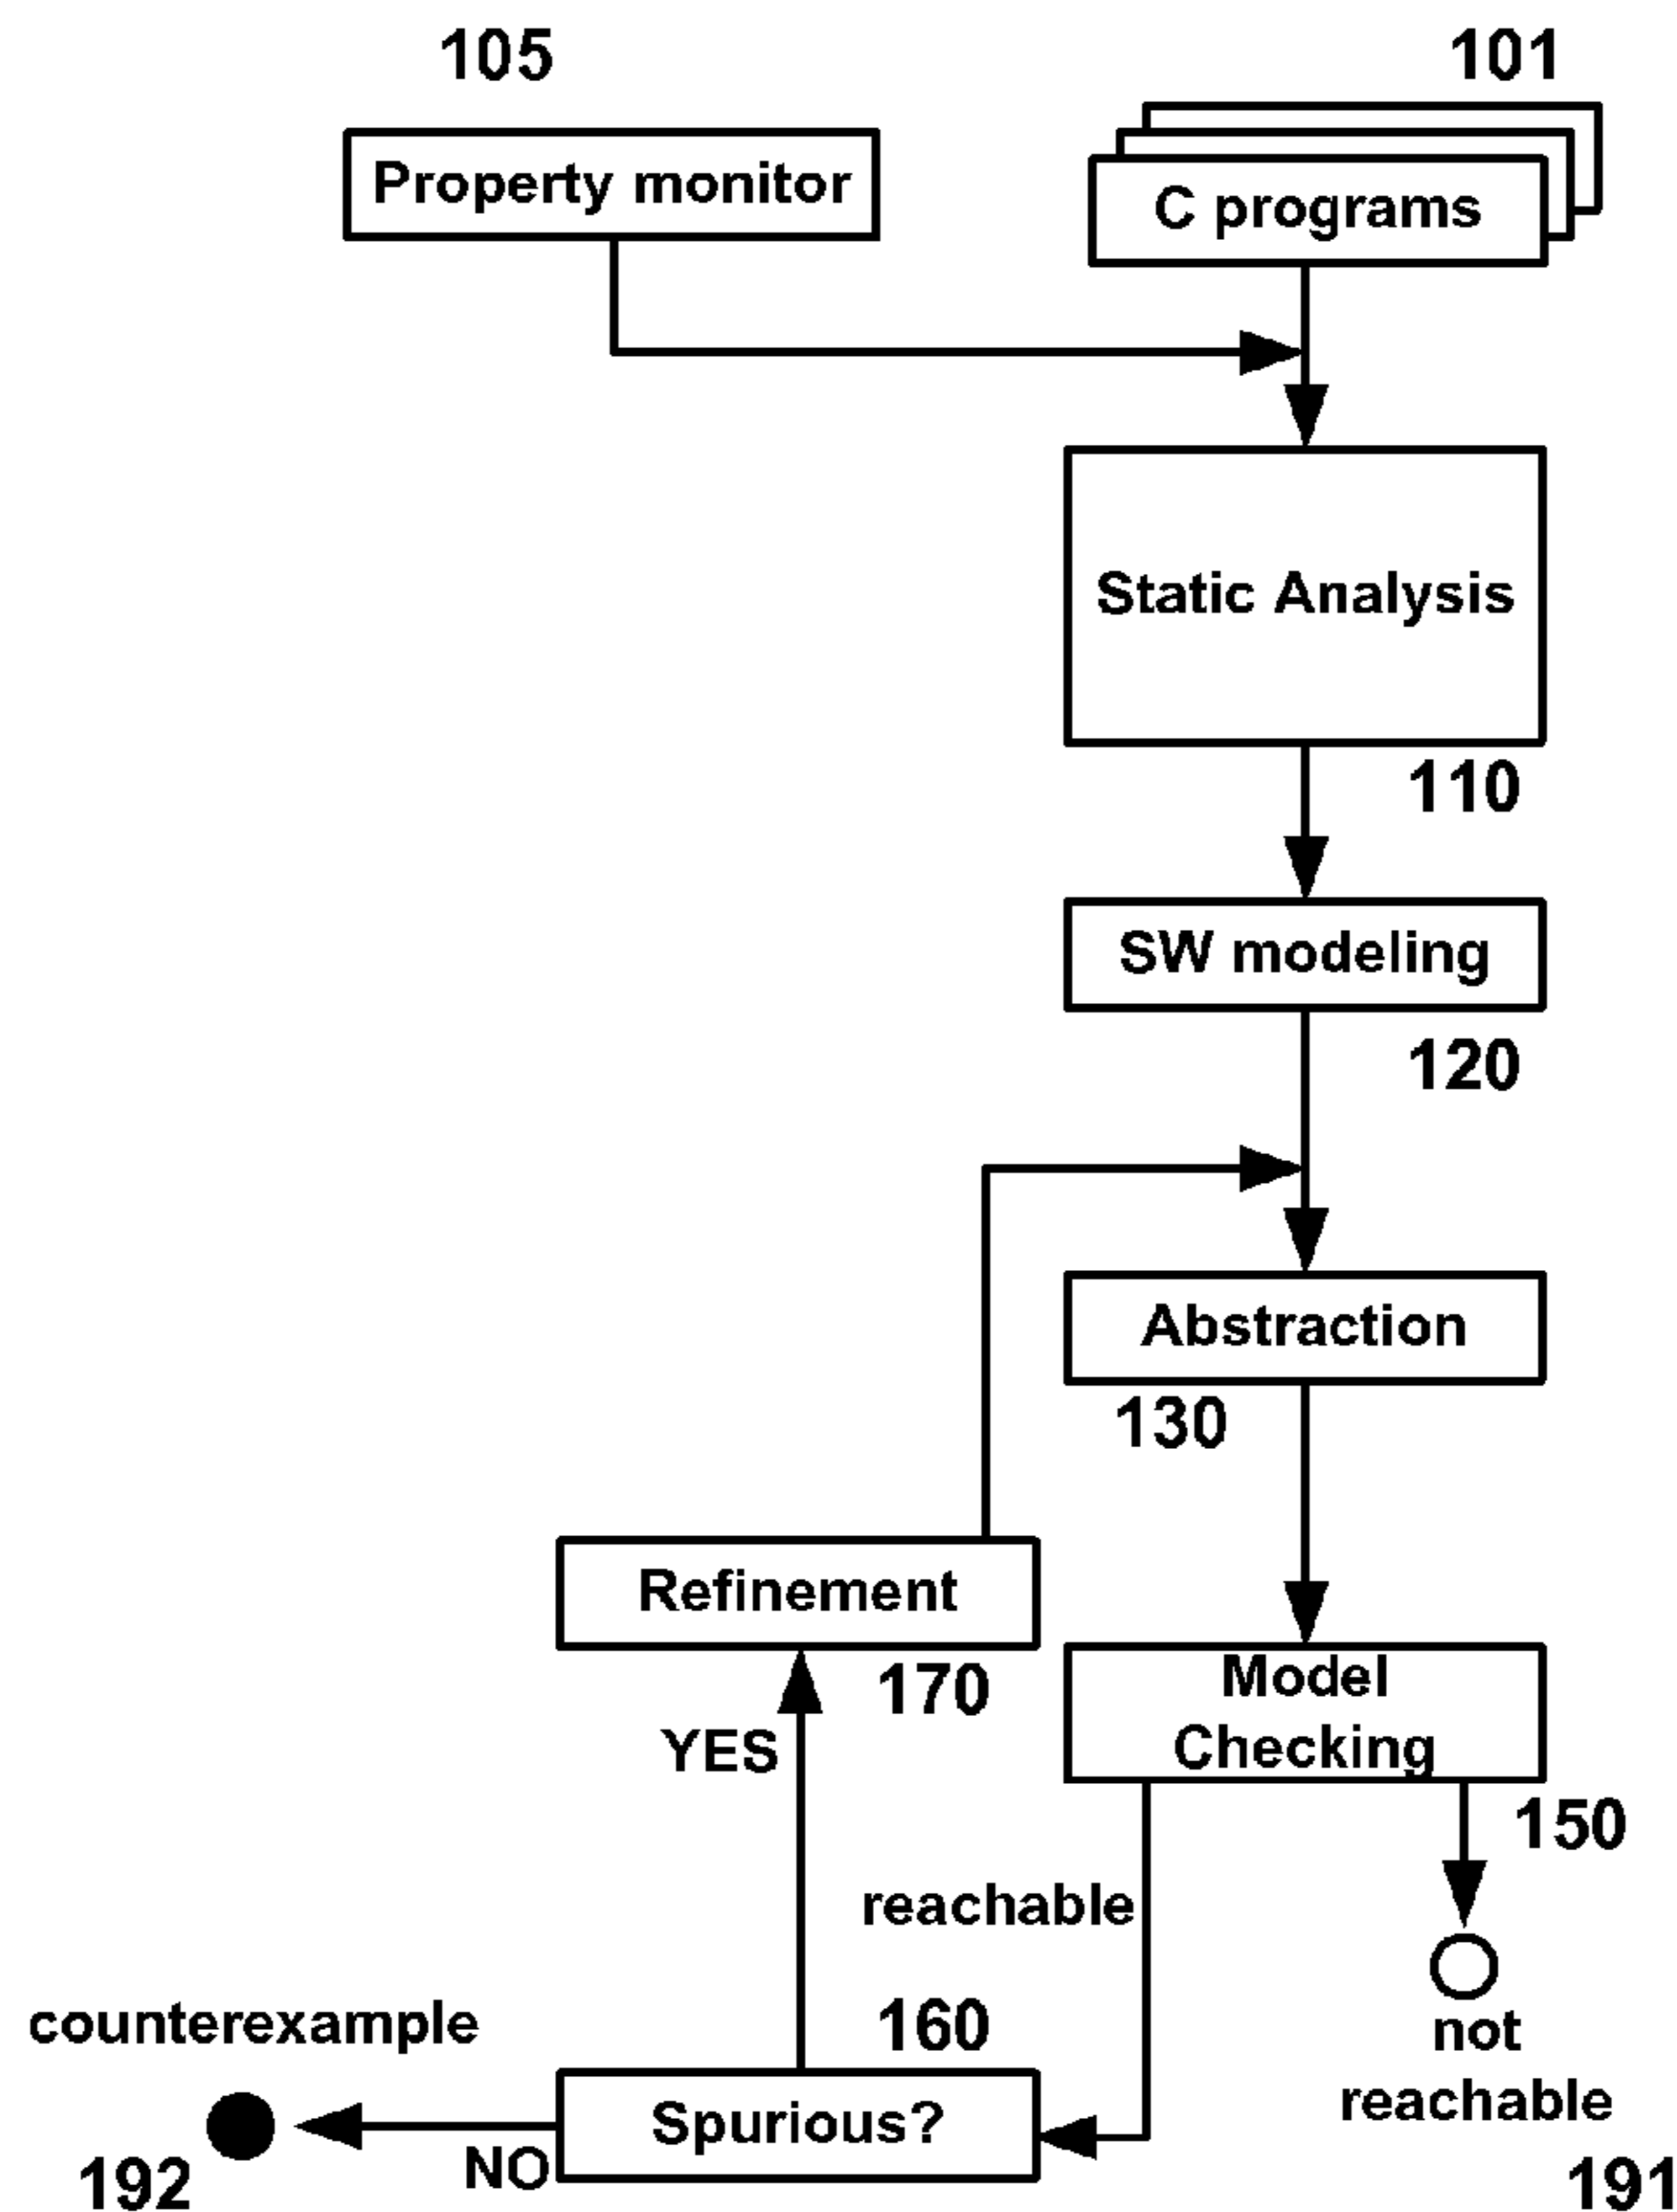 105
101
Property monitor
C programs
Static Analysis
110
SW modeling
120
Abstraction
130
Refinement
170
Model
Checking
YES
150
reachable
not
reachable
counterexample
160
Spurious?
NO
192
191